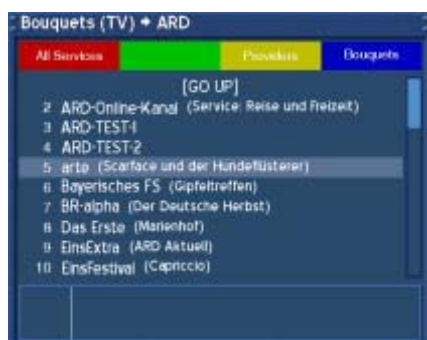 Bouquets (TV) → ARD
All Services Providers Bouquets
[GO UP]
2 ARD-Online-Kanal (Service: Reise und Freizeit)
3 ARD-TEST-1
4 ARD-TEST-2
5 arte (Scarface und der Hundeflüsterer)
6 Bayerisches FS (Gipfeltreffen)
7 BR-alpha (Der Deutsche Herbst)
8 Das Erste (Marienhof)
9 EinsExtra (ARD Aktuell)
10 EinsFestival (Capriccio)